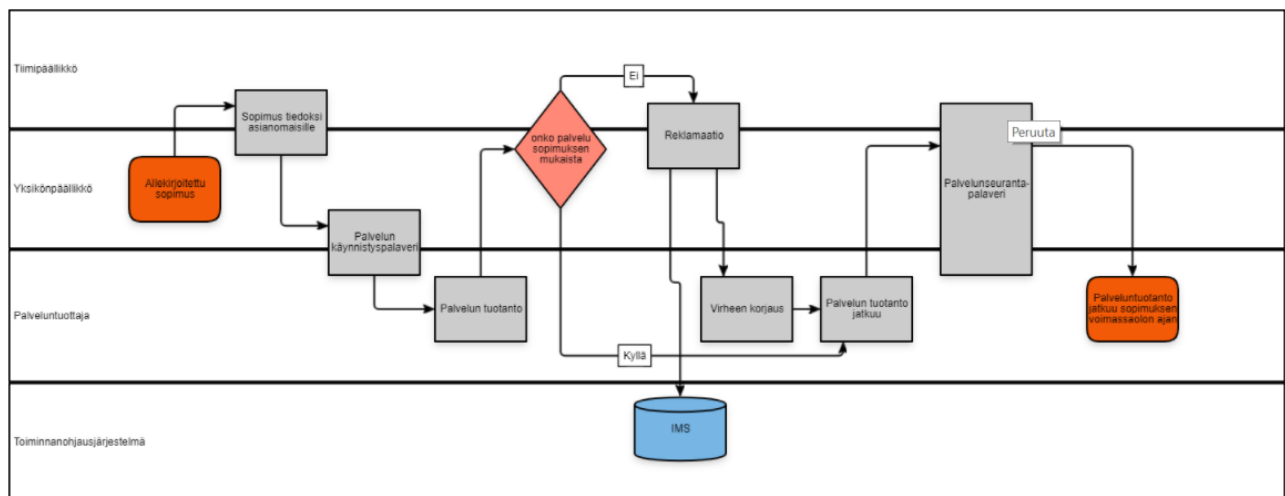 Tiimipäällikkö
Ei
Sopimus tiedoksi
asianomaisille
onko palvelu
sopimuksen
mukaista
Reklamaatio
Peruuta
Yksikönpäällikkö
Allekirjoitettu
sopimus
Palvelunseuranta-
palaveri
Palvelun
käynnistyspalaveri
Palveluntuottaja
Palvelun tuotanto
Virheen korjaus
Palvelun tuotanto
jatkuu
Palveluntuotanto
jatkuu sopimuksen
voimassaolon ajan
Kyllä
Toiminnanohjausjärjestelmä
IMS